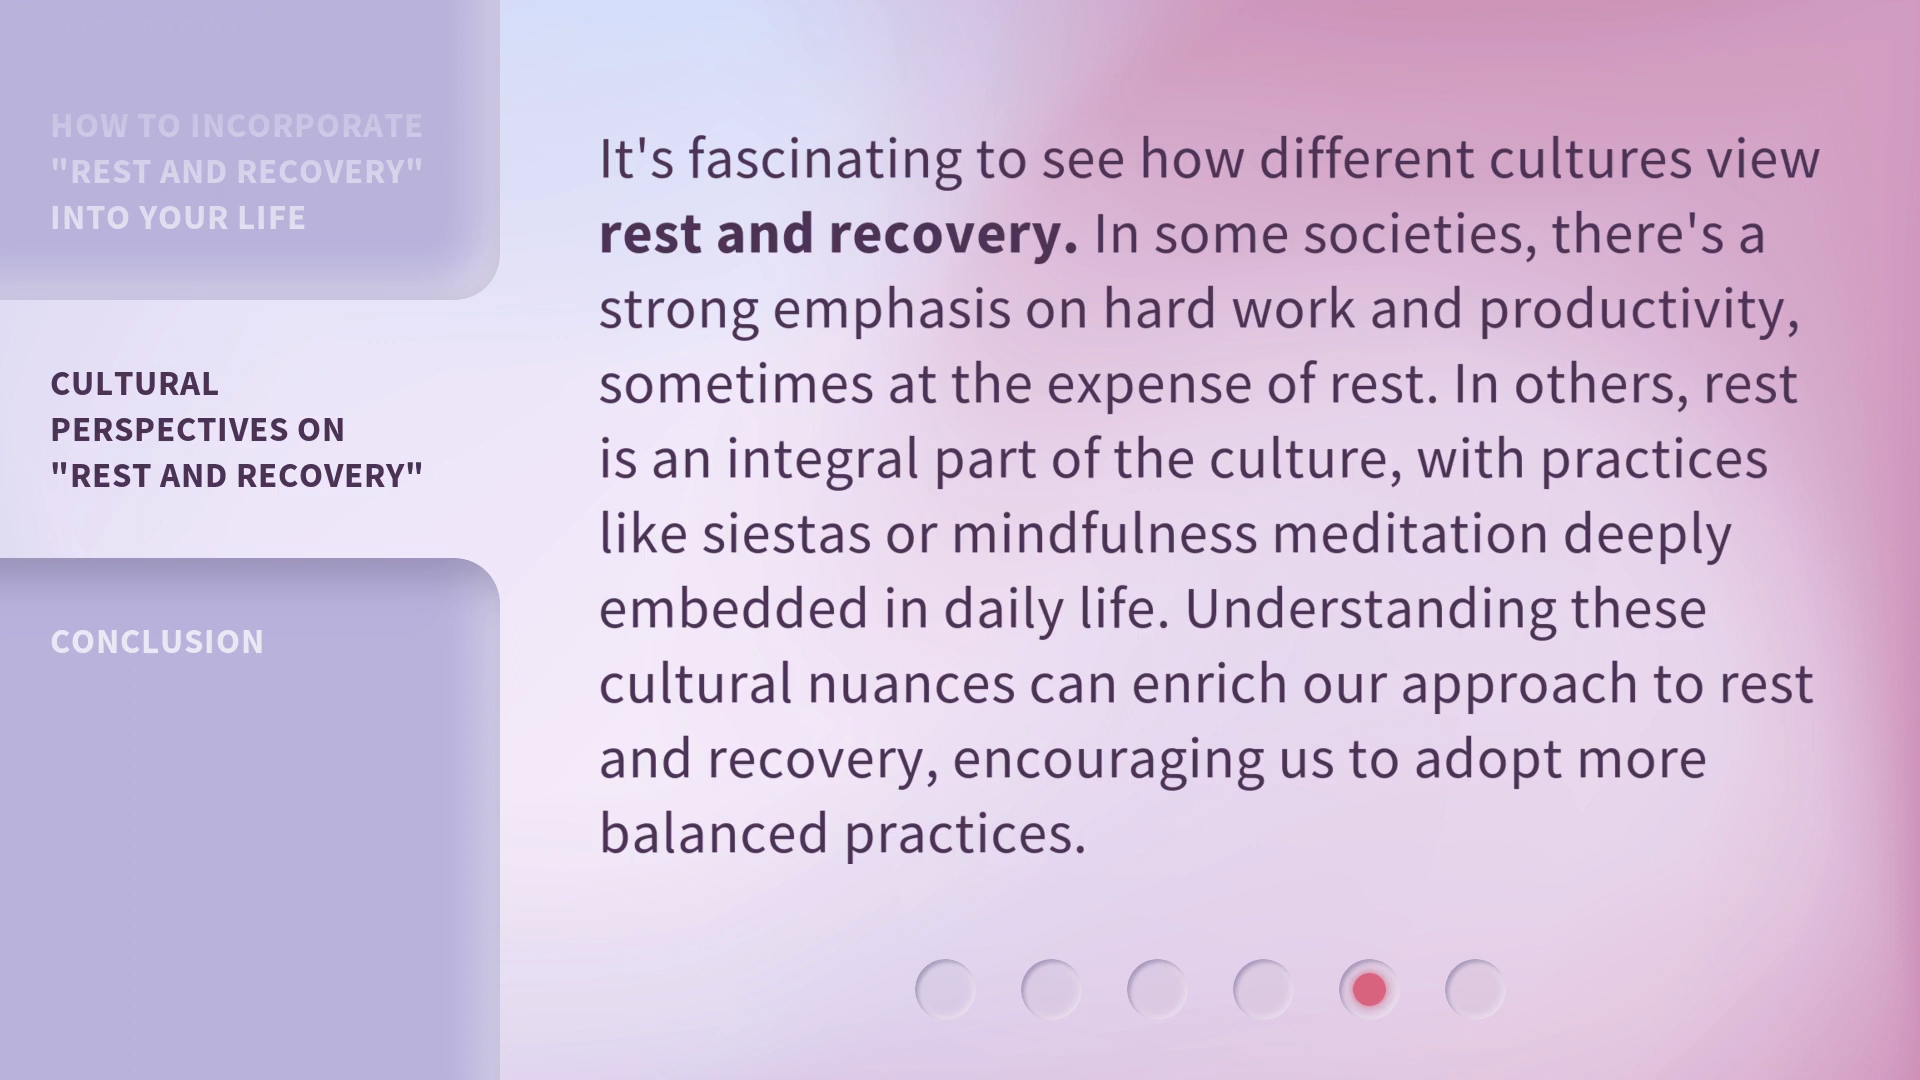 HOW TO INCORPORATE
"REST AND RECOVERY"
INTO YOUR LIFE
CULTURAL
PERSPECTIVES ON
"REST AND RECOVERY"
CONCLUSION
It's fascinating to see how different cultures view
rest and recovery. In some societies, there's a
strong emphasis on hard work and productivity,
sometimes at the expense of rest. In others, rest
is an integral part of the culture, with practices
like siestas or mindfulness meditation deeply
embedded in daily life. Understanding these
cultural nuances can enrich our approach to rest
and recovery, encouraging us to adopt more
balanced practices.